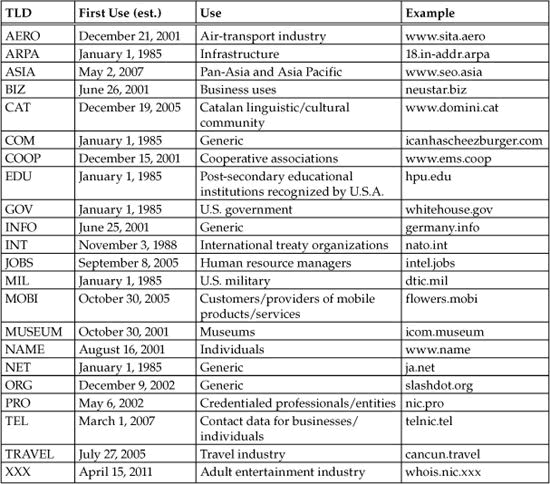 TLD First Use (est.) Use Example
AERO December 21, 2001 Air-transport industry www.sita.aero
ARPA January 1, 1985 Infrastructure 18.in-addr.arpa
ASIA May 2, 2007 Pan-Asia and Asia Pacific www.seo.asia
BIZ June 26, 2001 Business uses neustar.biz
CAT December 19, 2005 Catalan linguistic/cultural www.domini.cat
community
COM January 1, 1985 Generic icanhascheezburger.com
COOP December 15, 2001 Cooperative associations www.ems.coop
EDU January 1, 1985 Post-secondary educational hpu.edu
institutions recognized by U.S.A.
GOV January 1, 1985 U.S. government whitehouse.gov
INFO June 25, 2001 Generic germany.info
INT November 3, 1988 International treaty organizations nato.int
JOBS September 8, 2005 Human resource managers intel.jobs
MIL January 1, 1985 U.S. military dtic.mil
MOBI October 30, 2005 Customers/providers of mobile flowers.mobi
products/services
MUSEUM October 30, 2001 Museums icom.museum
NAME August 16, 2001 Individuals www.name
NET January 1, 1985 Generic ja.net
ORG December 9, 2002 Generic slashdot.org
PRO May 6, 2002 Credentialed professionals/entities nic.pro
TEL March 1, 2007 Contact data for businesses/ telnic.tel
individuals
TRAVEL July 27, 2005 Travel industry cancun.travel
XXX April 15, 2011 Adult entertainment industry whois.nic.xxx